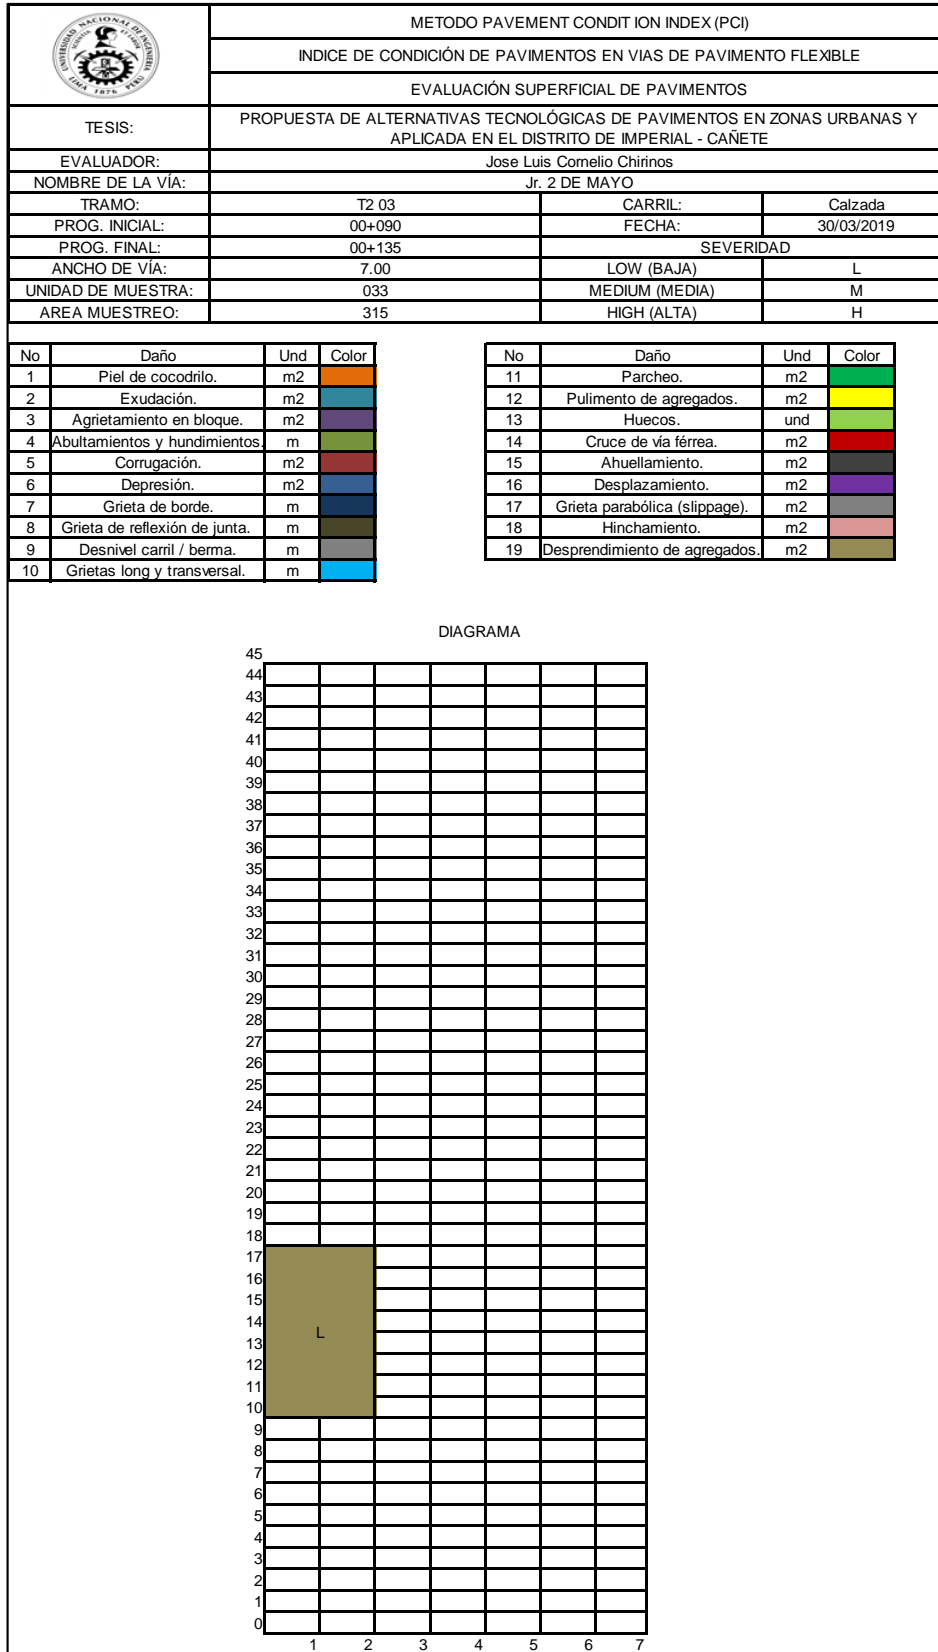 UNIVERSIDAD NACIONAL DE INGENIERIA
SCIENTIA ET LABOR
LIMA 1876 PERU
METODO PAVEMENT CONDIT ION INDEX (PCI)
INDICE DE CONDICIÓN DE PAVIMENTOS EN VIAS DE PAVIMENTO FLEXIBLE
EVALUACIÓN SUPERFICIAL DE PAVIMENTOS
TESIS: PROPUESTA DE ALTERNATIVAS TECNOLÓGICAS DE PAVIMENTOS EN ZONAS URBANAS Y
APLICADA EN EL DISTRITO DE IMPERIAL - CAÑETE
EVALUADOR: Jose Luis Cornelio Chirinos
NOMBRE DE LA VÍA: Jr. 2 DE MAYO
TRAMO: T2 03 CARRIL: Calzada
PROG. INICIAL: 00+090 FECHA: 30/03/2019
PROG. FINAL: 00+135 SEVERIDAD
ANCHO DE VÍA: 7.00 LOW (BAJA) L
UNIDAD DE MUESTRA: 033 MEDIUM (MEDIA) M
AREA MUESTREO: 315 HIGH (ALTA) H
No Daño Und Color
1 Piel de cocodrilo. m2
2 Exudación. m2
3 Agrietamiento en bloque. m2
4 Abultamientos y hundimientos. m
5 Corrugación. m2
6 Depresión. m2
7 Grieta de borde. m
8 Grieta de reflexión de junta. m
9 Desnivel carril / berma. m
10 Grietas long y transversal. m
No Daño Und Color
11 Parcheo. m2
12 Pulimento de agregados. m2
13 Huecos. und
14 Cruce de vía férrea. m2
15 Ahuellamiento. m2
16 Desplazamiento. m2
17 Grieta parabólica (slippage). m2
18 Hinchamiento. m2
19 Desprendimiento de agregados. m2
DIAGRAMA
45
44
43
42
41
40
39
38
37
36
35
34
33
32
31
30
29
28
27
26
25
24
23
22
21
20
19
18
17
16
15
14
L
13
12
11
10
9
8
7
6
5
4
3
2
1
0
1 2 3 4 5 6 7